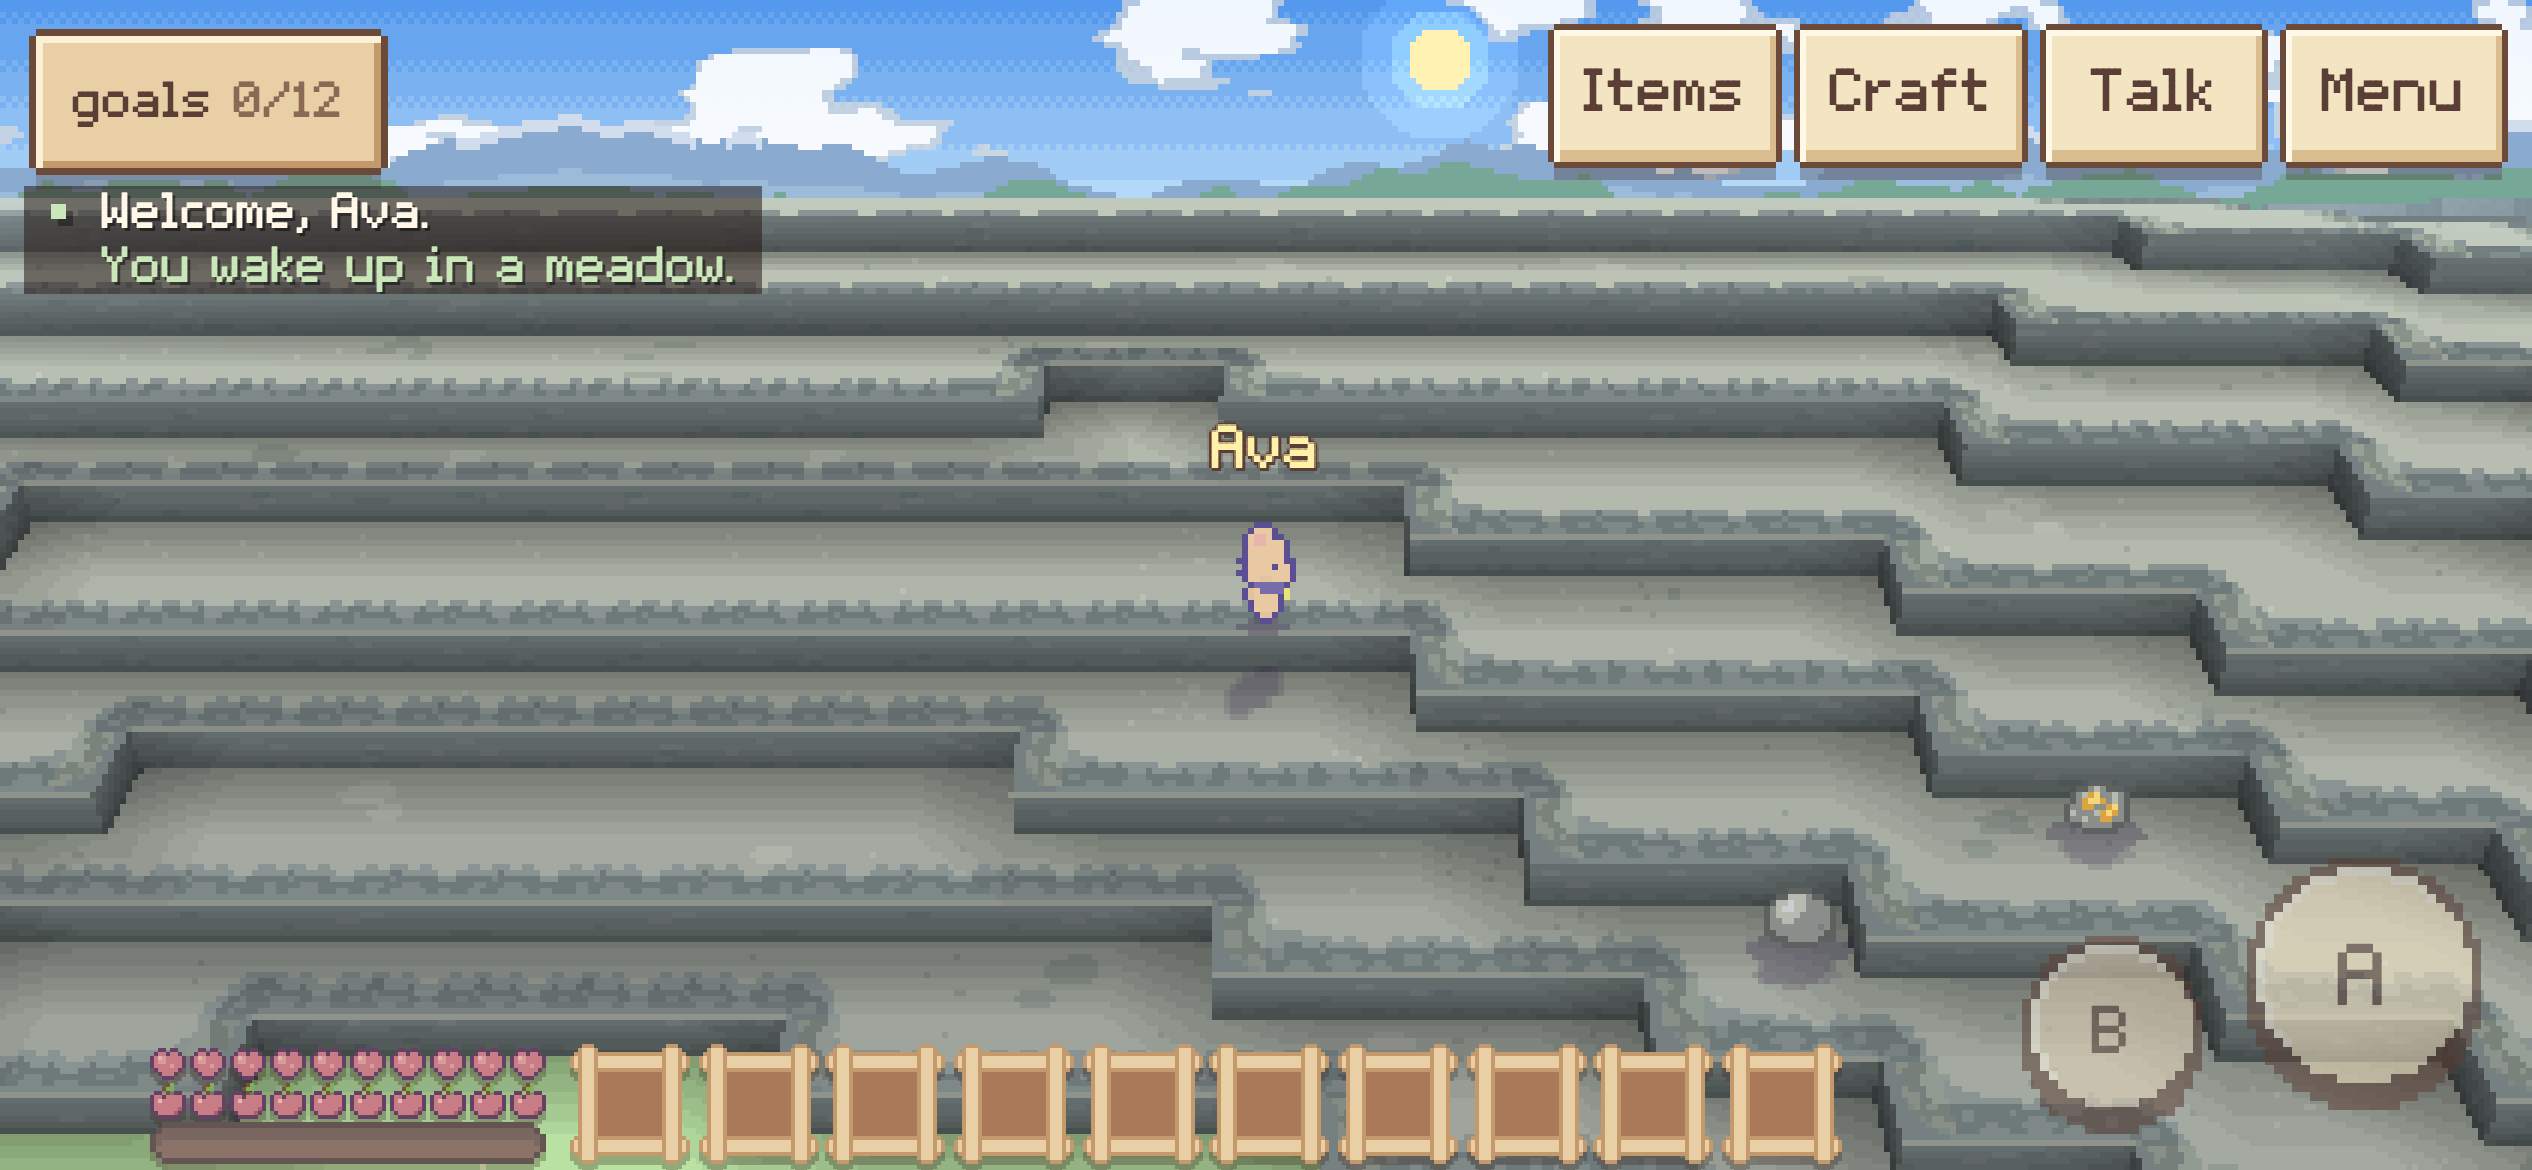 goals 0/12
Items
Craft
Talk
Menu
Welcome, Ava.
You wake up in a meadow.
Ava
A
B